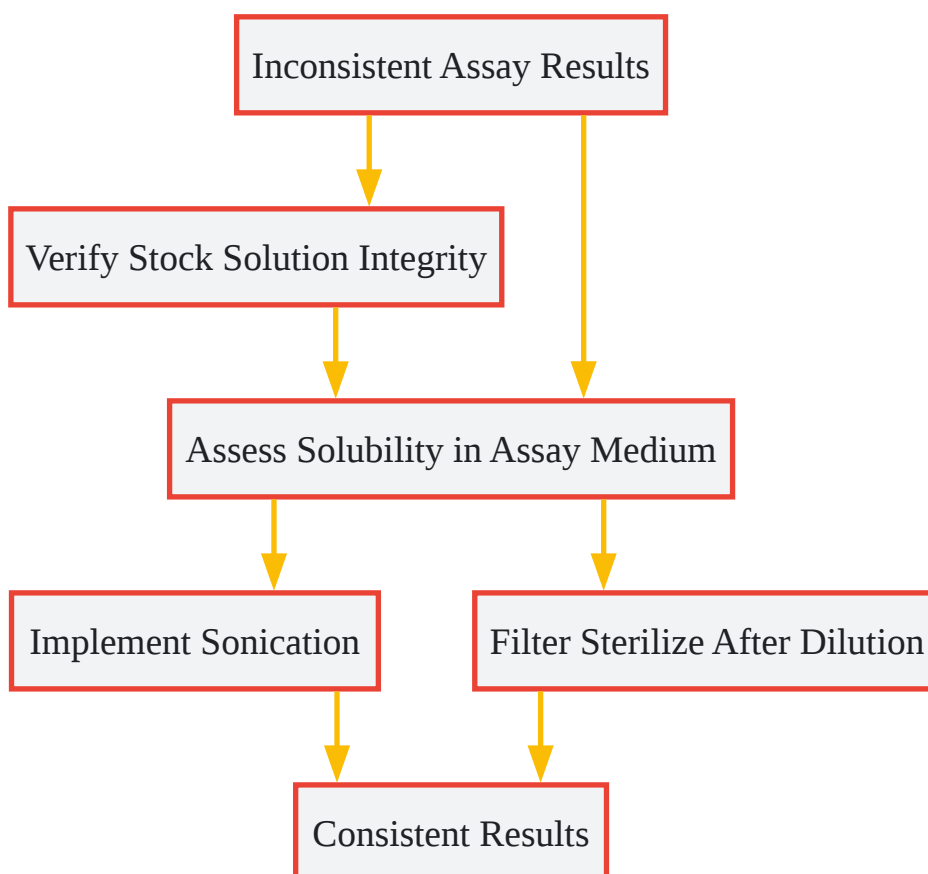 Inconsistent Assay Results
Verify Stock Solution Integrity
Assess Solubility in Assay Medium
Implement Sonication
Filter Sterilize After Dilution
Consistent Results